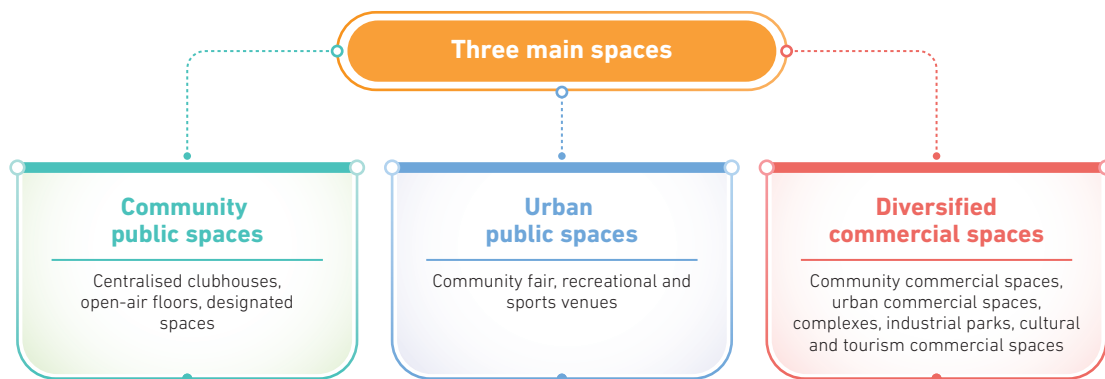 Three main spaces
Community
public spaces
Centralised clubhouses,
open-air floors, designated
spaces
Urban
public spaces
Community fair, recreational and
sports venues
Diversified
commercial spaces
Community commercial spaces,
urban commercial spaces,
complexes, industrial parks, cultural
and tourism commercial spaces